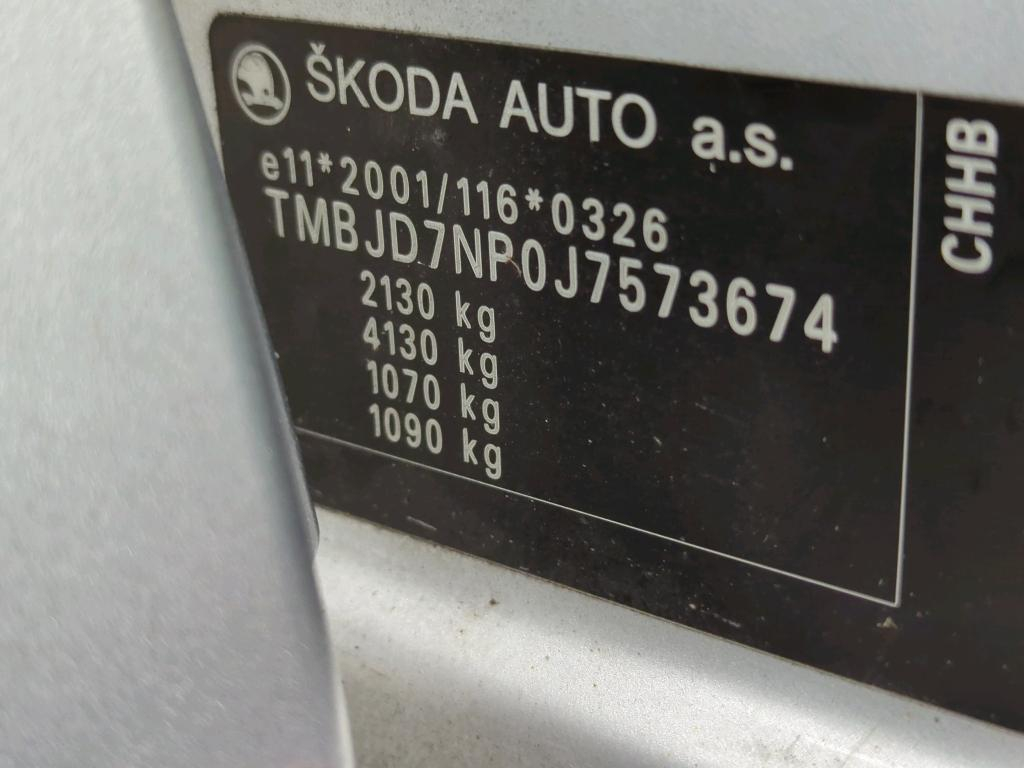 ŠKODA AUTO a.s.
e11*2001/116*0326
TMBJD7NP0J7573674
2130 kg
4130 kg
1070 kg
1090 kg
CHHB